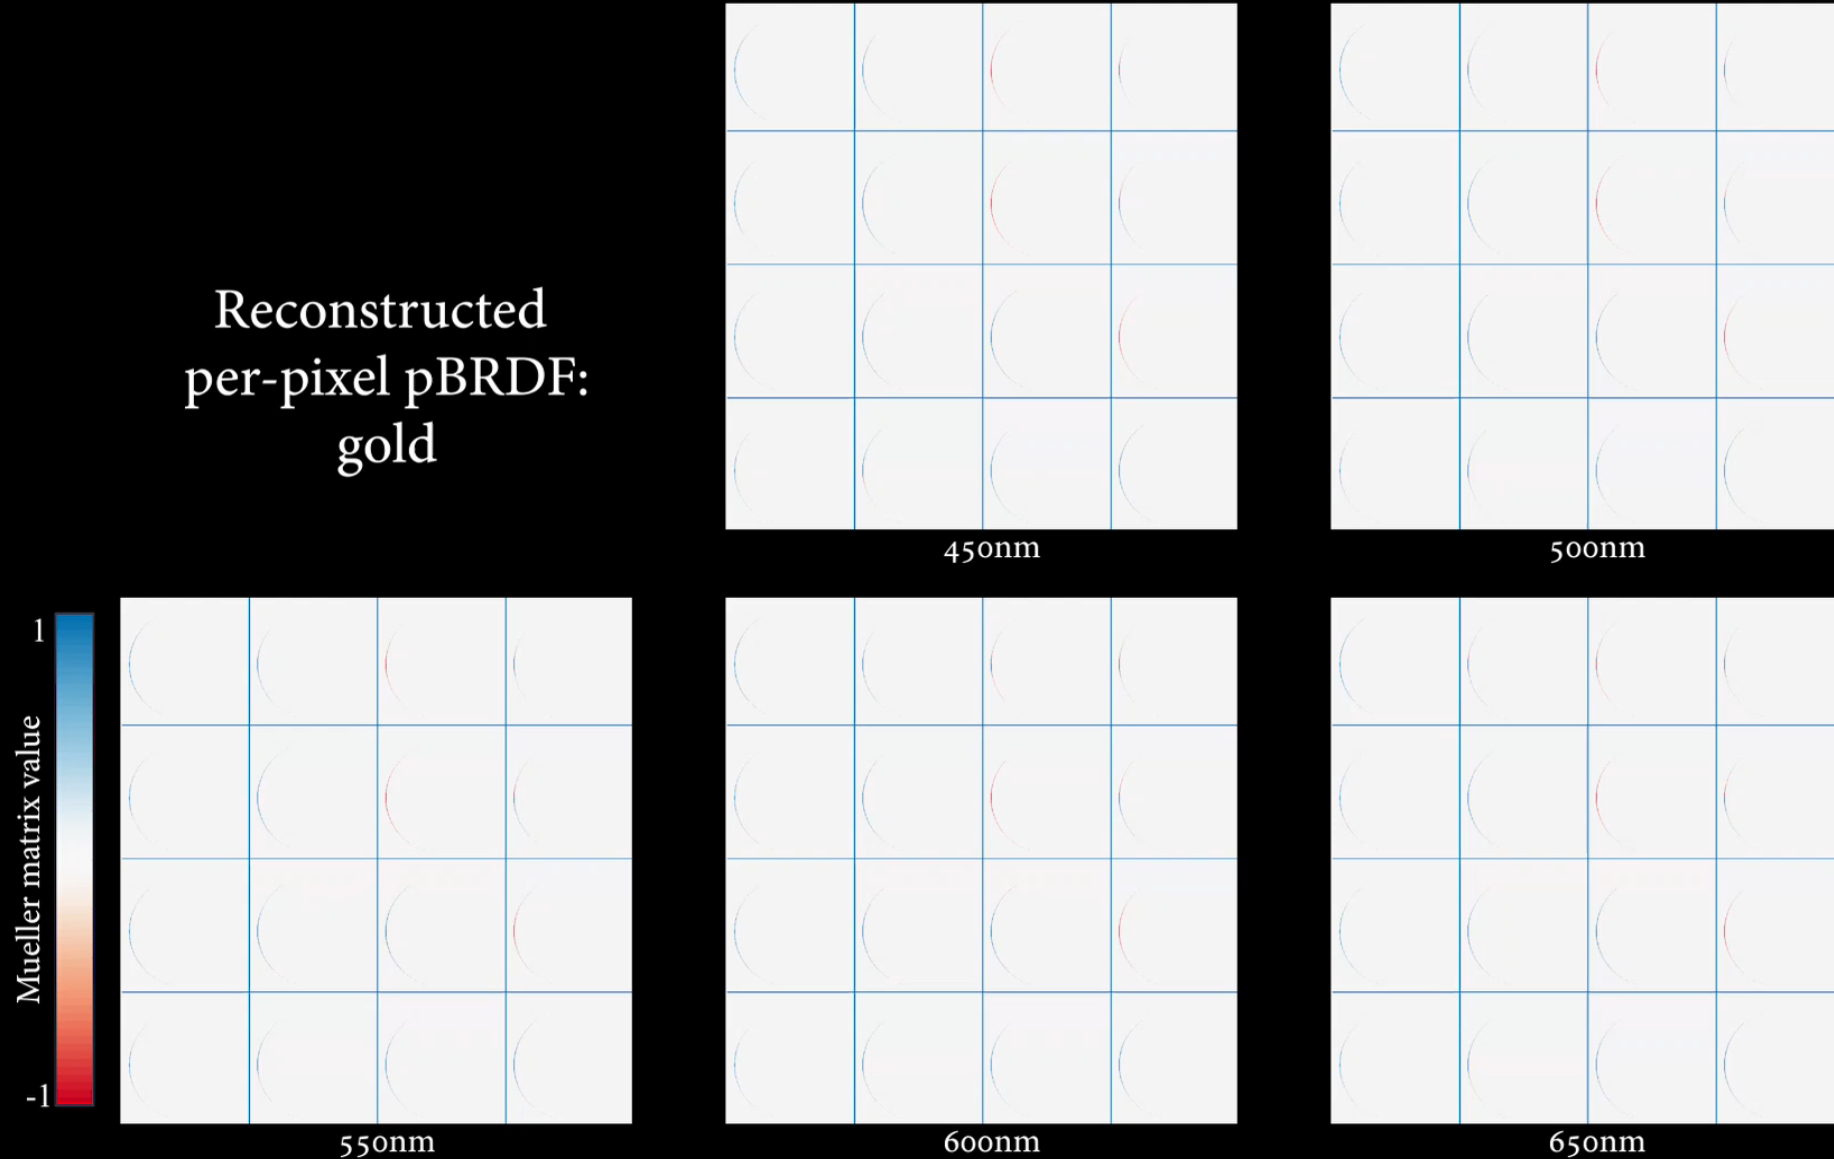 Reconstructed
per-pixel pBRDF:
gold
450nm
500nm
1
Mueller matrix value
-1
550nm
600nm
650nm